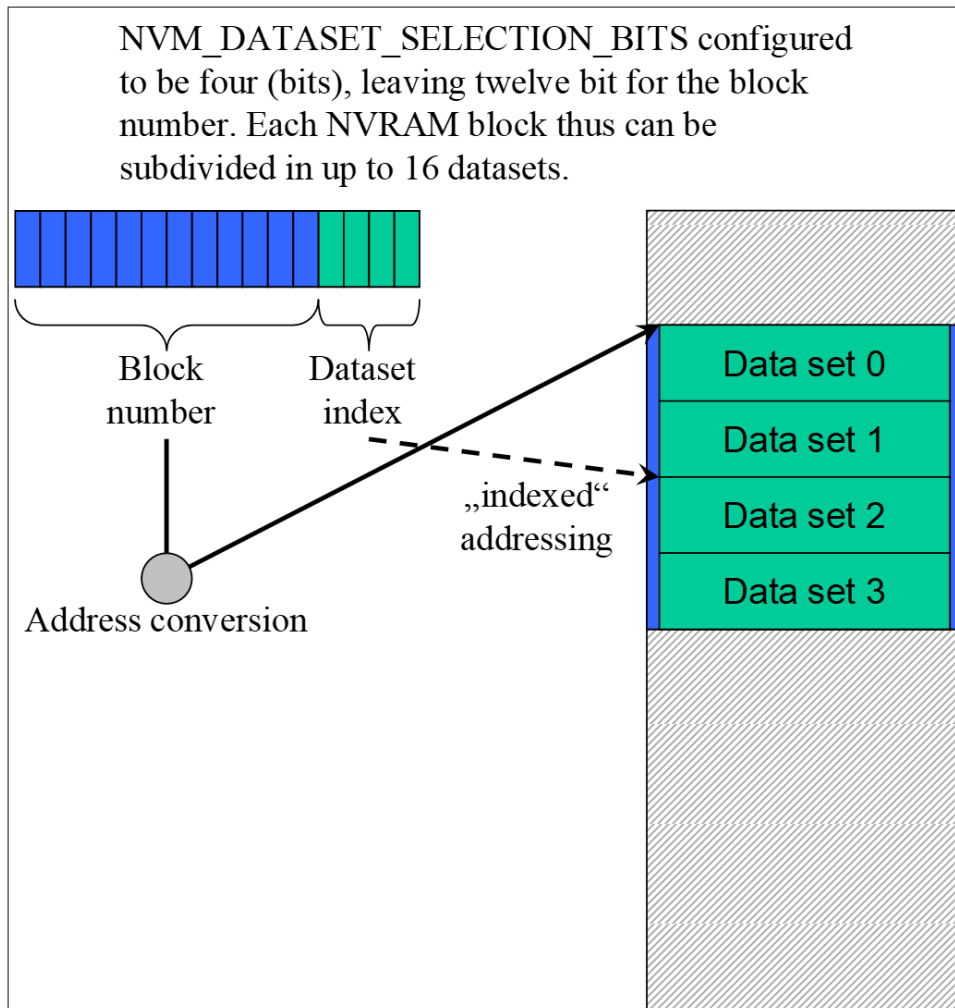 NVM_DATASET_SELECTION_BITS configured
to be four (bits), leaving twelve bit for the block
number. Each NVRAM block thus can be
subdivided in up to 16 datasets.
Block
number
Dataset
index
Data set 0
Data set 1
Data set 2
Data set 3
„indexed“
addressing
Address conversion